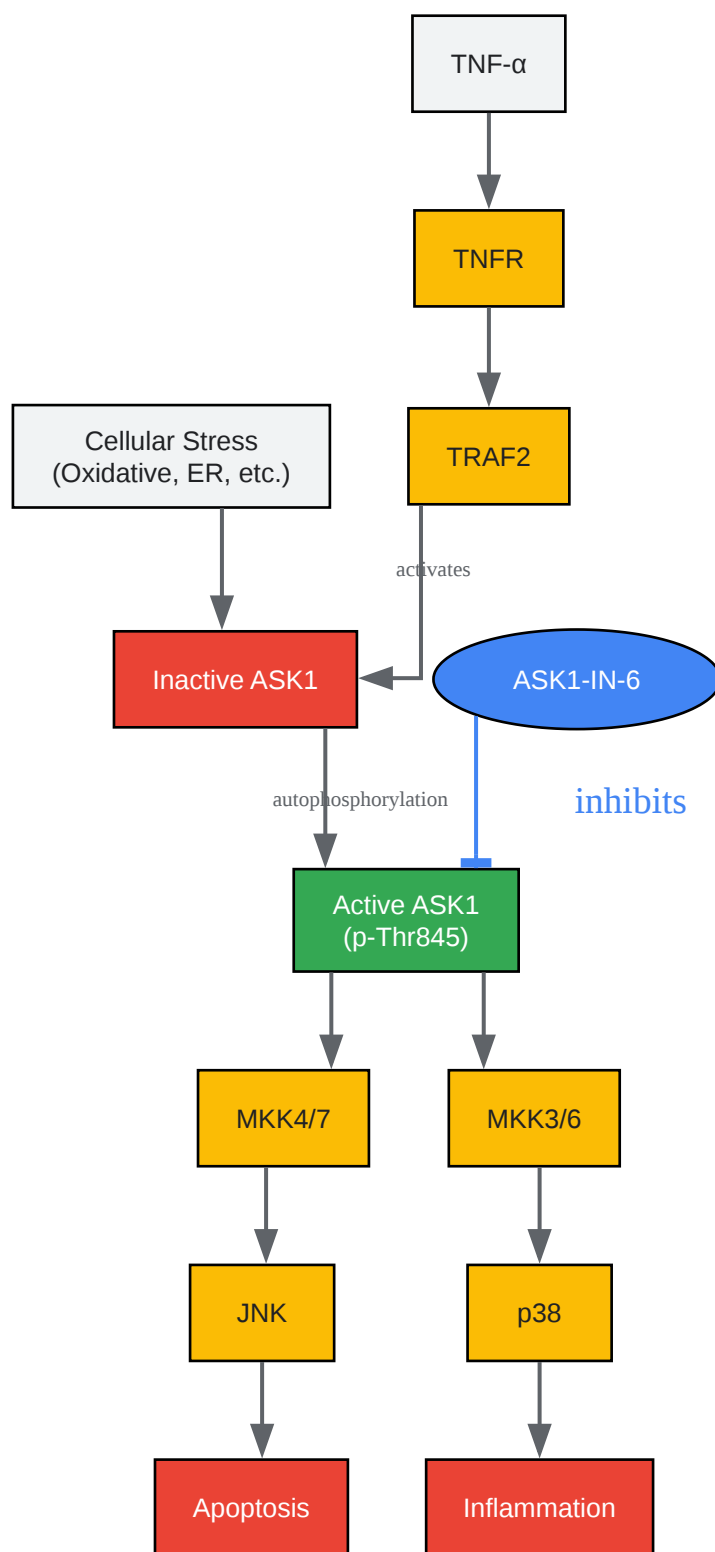 TNF-α
TNFR
Cellular Stress
(Oxidative, ER, etc.)
TRAF2
activates
Inactive ASK1
ASK1-IN-6
autophosphorylation
inhibits
Active ASK1
(p-Thr845)
MKK4/7
MKK3/6
JNK
p38
Apoptosis
Inflammation